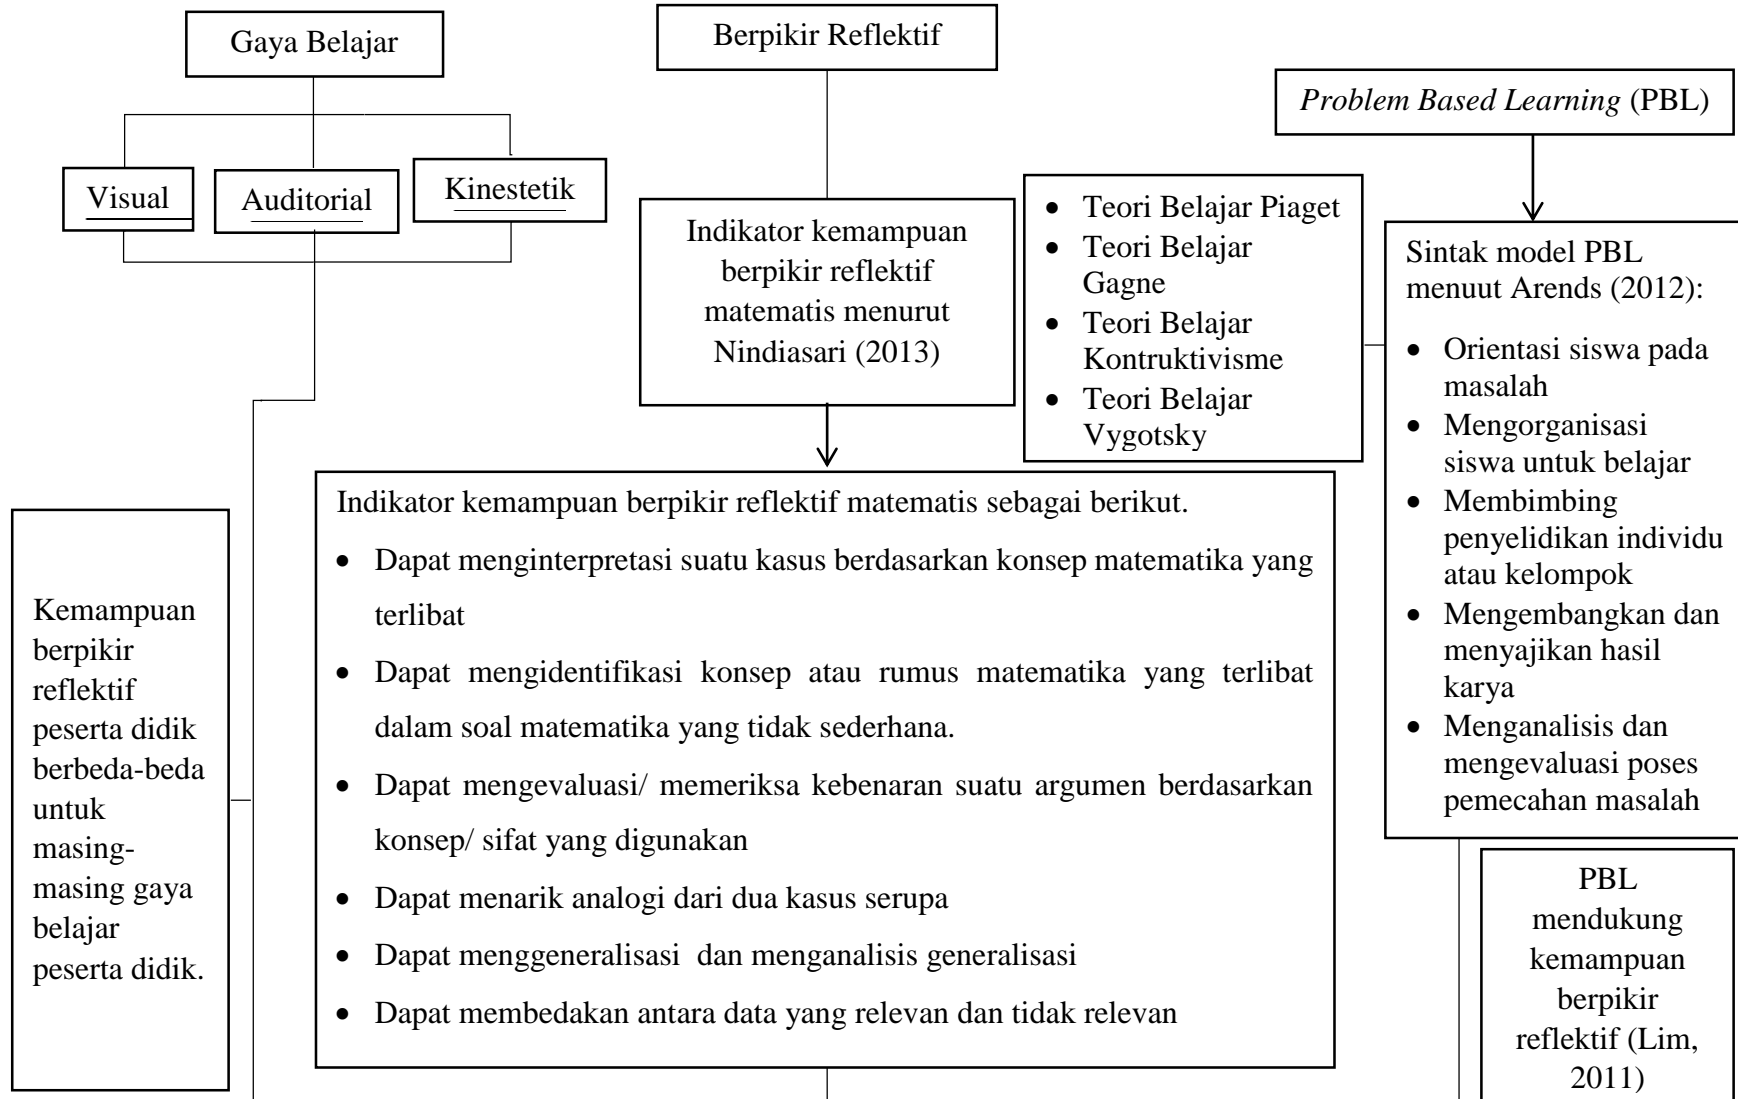 Gaya Belajar
Berpikir Reflektif
Problem Based Learning (PBL)
Visual
Auditorial
Kinestetik
Indikator kemampuan
berpikir reflektif
matematis menurut
Nindiasari (2013)
• Teori Belajar Piaget
• Teori Belajar
Gagne
• Teori Belajar
Kontruktivisme
• Teori Belajar
Vygotsky
Sintak model PBL
menuut Arends (2012):
• Orientasi siswa pada
masalah
• Mengorganisasi
siswa untuk belajar
• Membimbing
penyelidikan individu
atau kelompok
• Mengembangkan dan
menyajikan hasil
karya
• Menganalisis dan
mengevaluasi poses
pemecahan masalah
Kemampuan
berpikir
reflektif
peserta didik
berbeda-beda
untuk
masing-
masing gaya
belajar
peserta didik.
Indikator kemampuan berpikir reflektif matematis sebagai berikut.
• Dapat menginterpretasi suatu kasus berdasarkan konsep matematika yang
terlibat
• Dapat mengidentifikasi konsep atau rumus matematika yang terlibat
dalam soal matematika yang tidak sederhana.
• Dapat mengevaluasi/ memeriksa kebenaran suatu argumen berdasarkan
konsep/ sifat yang digunakan
• Dapat menarik analogi dari dua kasus serupa
• Dapat menggeneralisasi dan menganalisis generalisasi
• Dapat membedakan antara data yang relevan dan tidak relevan
PBL
mendukung
kemampuan
berpikir
reflektif (Lim,
2011)